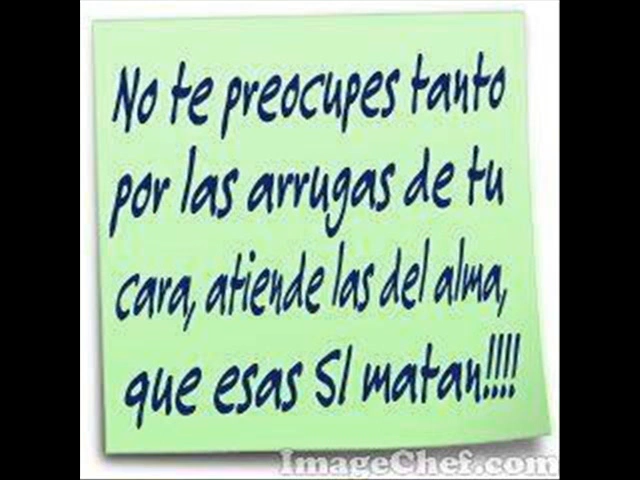 No te preocupes tanto
por las arrugas de tu
cara, atiende las del alma,
que esas SI matan!!!!
ImageChef.com